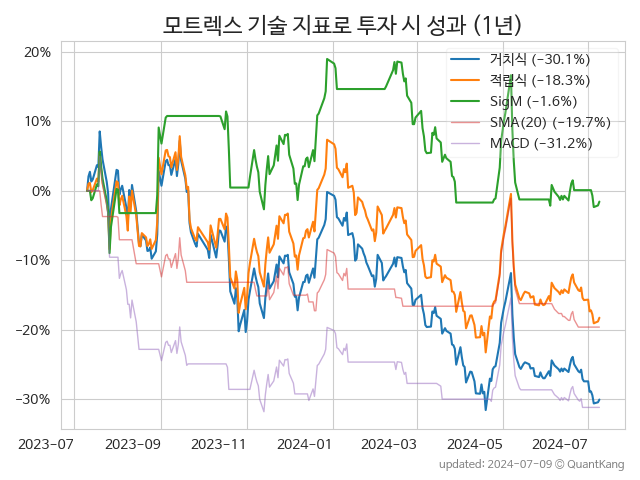 모트렉스 기술 지표로 투자 시 성과 (1년)
20%
10%
0%
−10%
−20%
−30%
거치식 (−30.1%)
적립식 (−18.3%)
SigM (−1.6%)
SMA(20) (−19.7%)
MACD (−31.2%)
2023-07
2023-09
2023-11
2024-01
2024-03
2024-05
2024-07
updated: 2024-07-09 ⓒ QuantKang